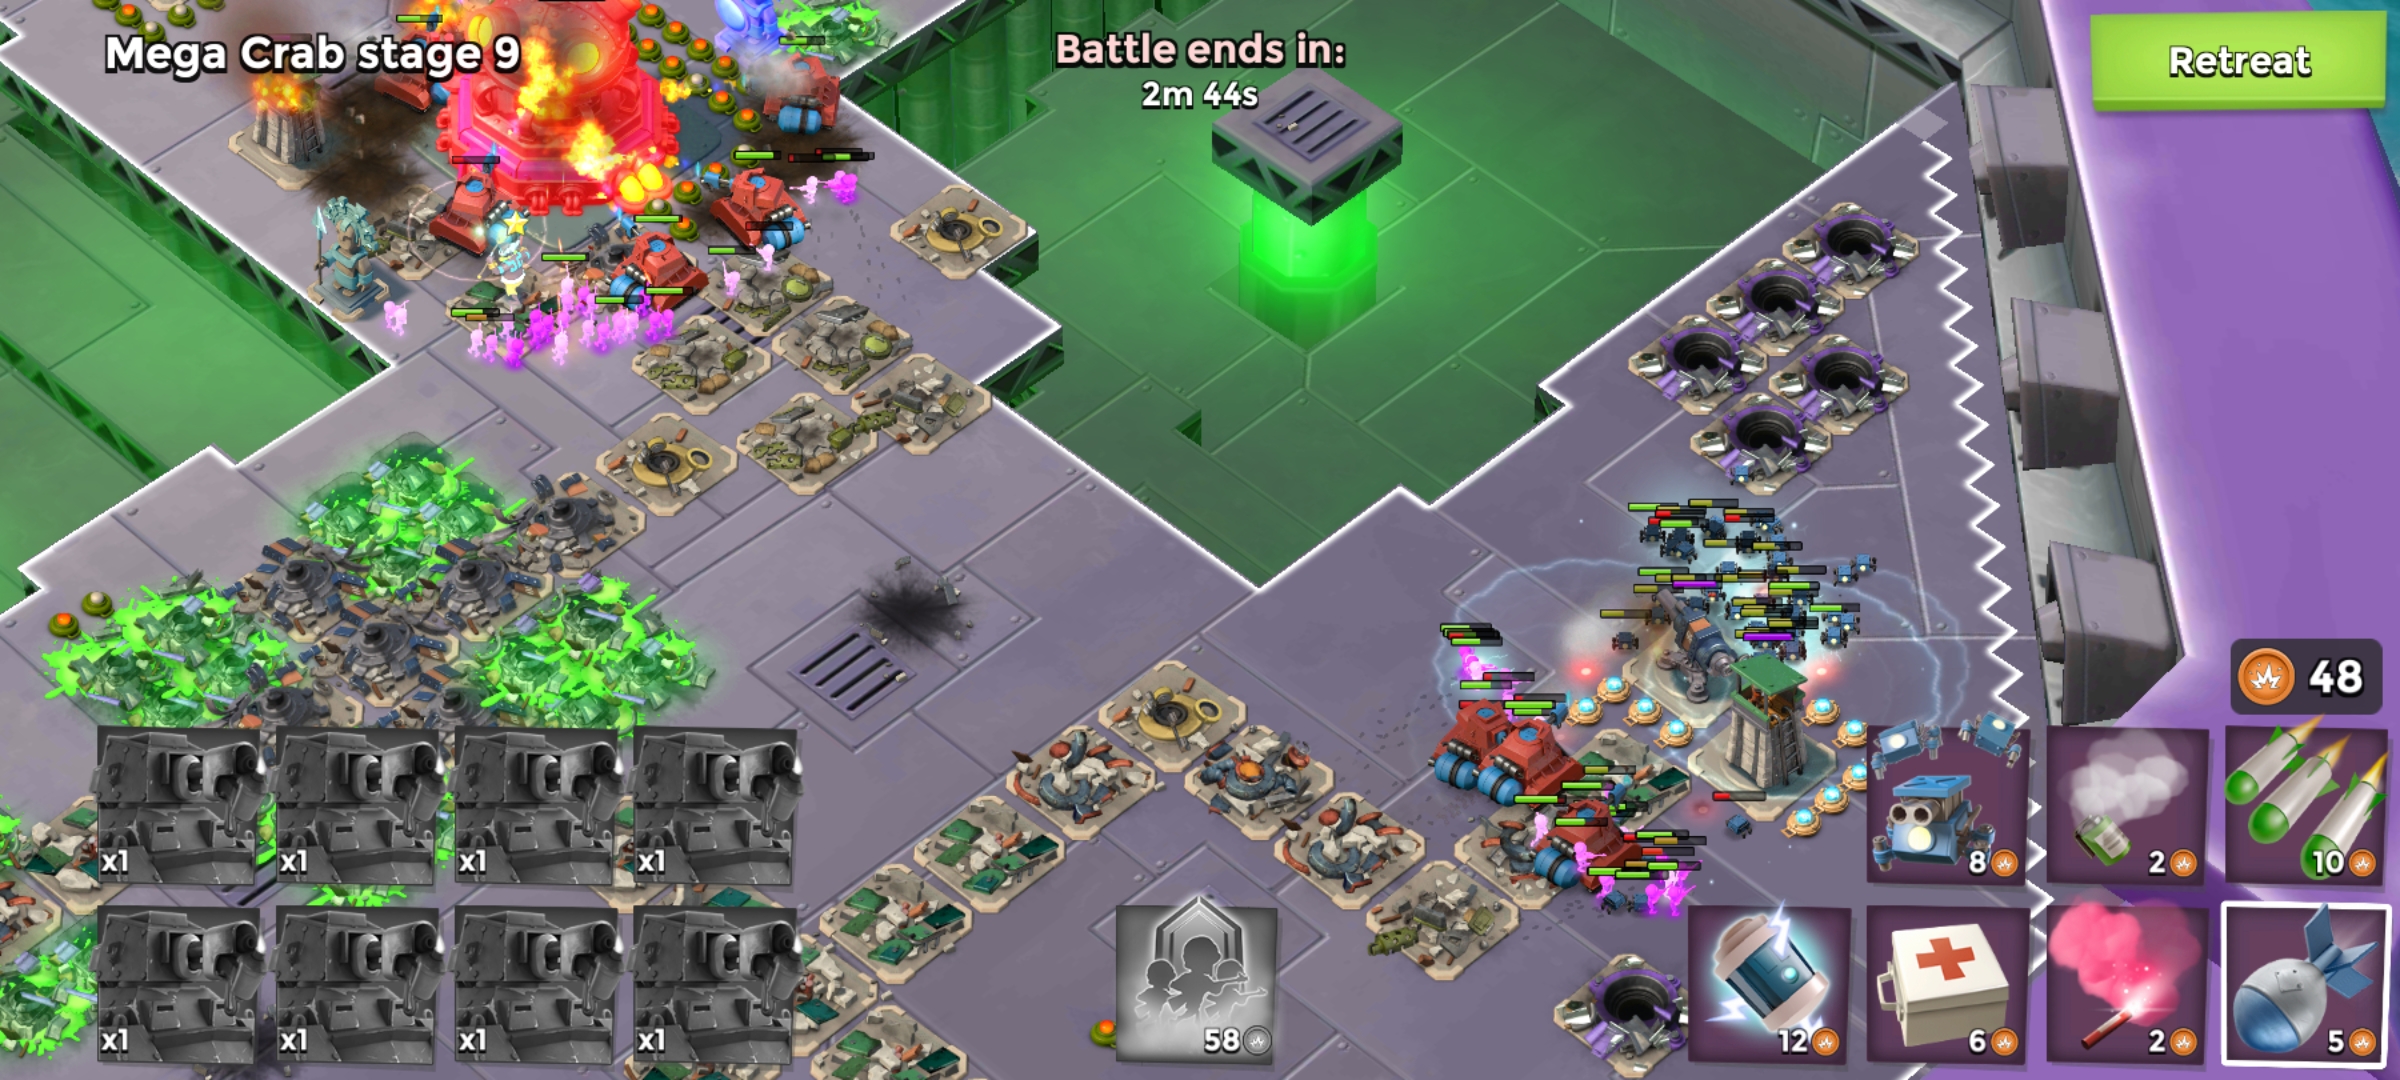 Mega Crab stage 9
Battle ends in:
2m 44s
Retreat
48
x1
x1
x1
x1
8
2
10
x1
x1
x1
x1
58
12
6
2
5